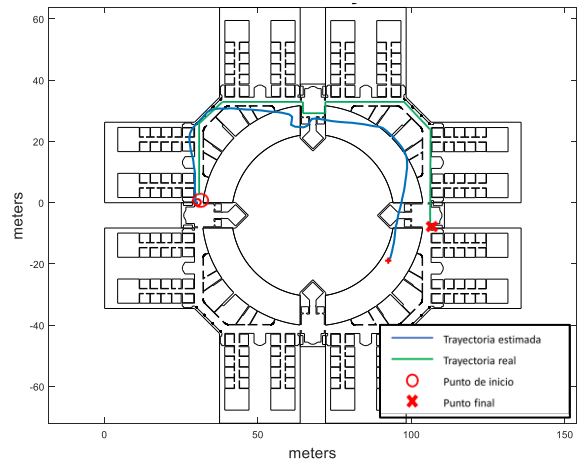 60
40
20
0
-20
-40
-60
meters
0
50
100
150
meters
Trayectoria estimada
Trayectoria real
Punto de inicio
Punto final